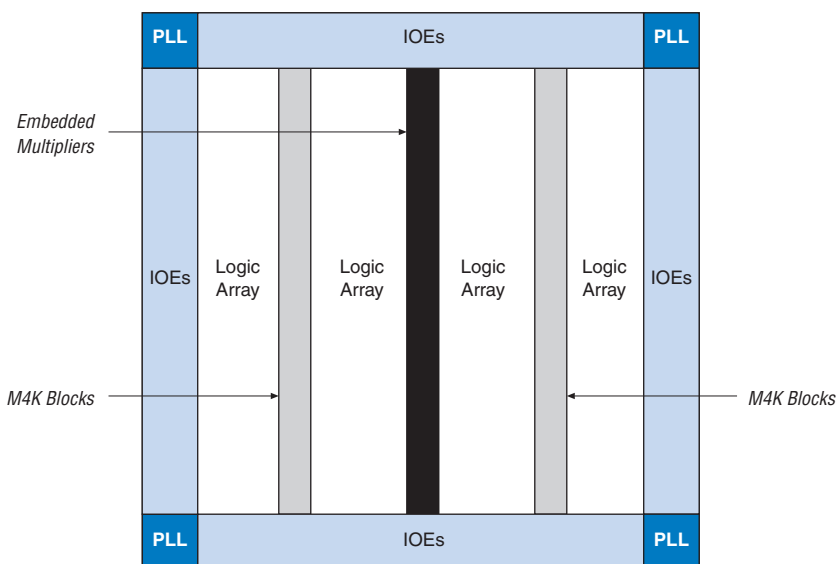 PLL
IOEs
PLL
Embedded
Multipliers
IOEs
Logic
Array
Logic
Array
Logic
Array
Logic
Array
IOEs
M4K Blocks
M4K Blocks
PLL
IOEs
PLL